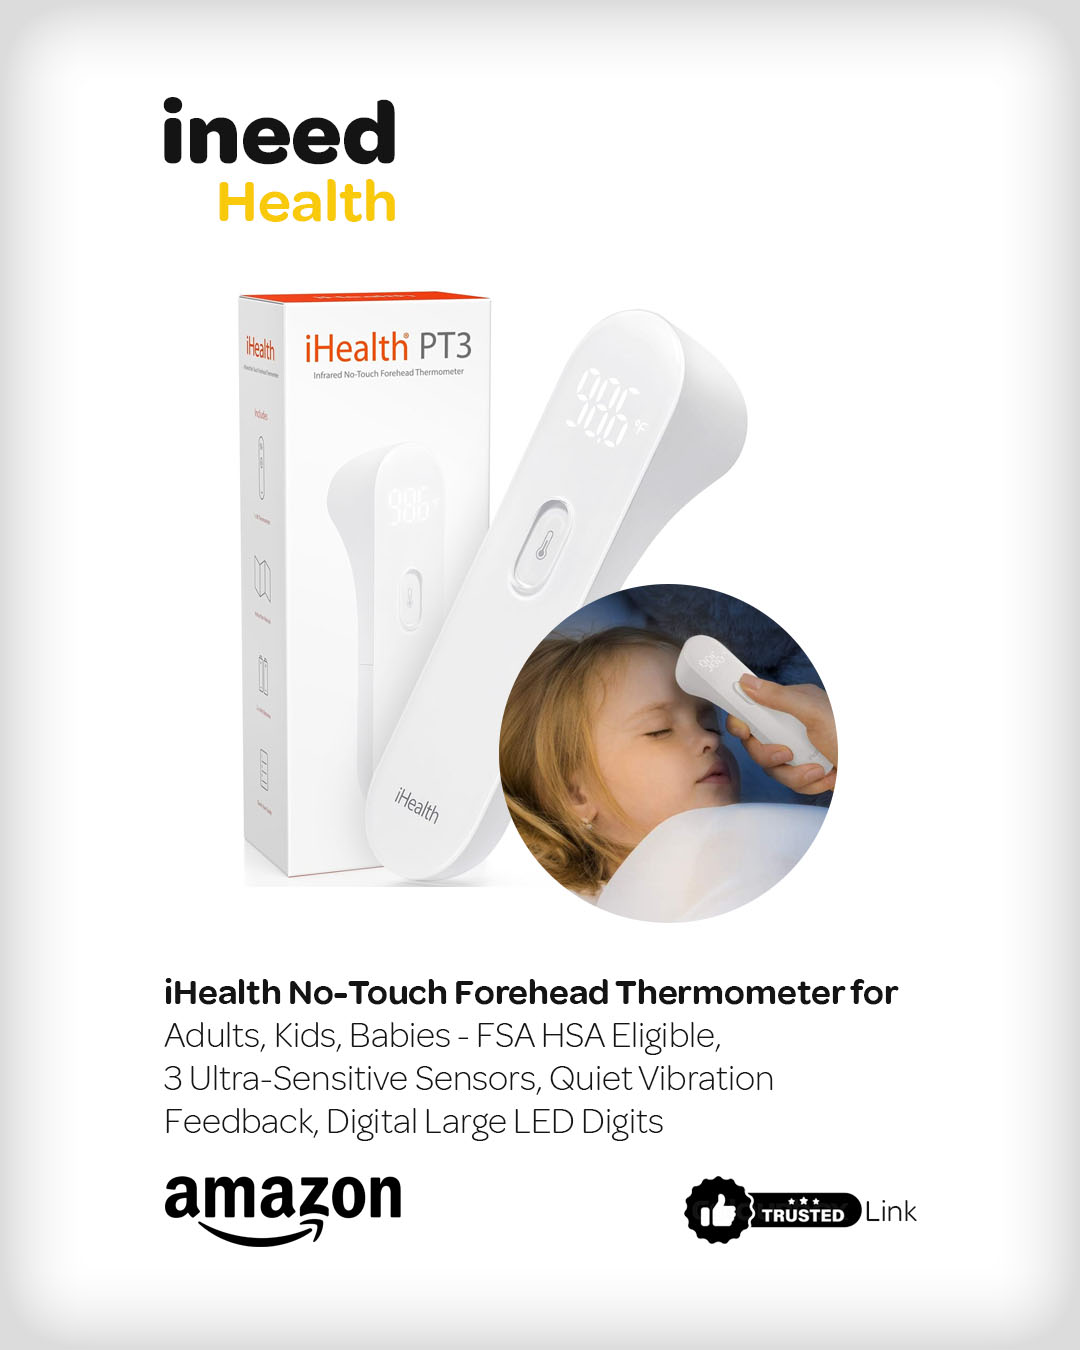 ineed
Health
iHealth
iHealth® PT3
Infrared No-Touch Forehead Thermometer
Includes
°F
iHealth
iHealth No-Touch Forehead Thermometer for
Adults, Kids, Babies - FSA HSA Eligible,
3 Ultra-Sensitive Sensors, Quiet Vibration
Feedback, Digital Large LED Digits
amazon
TRUSTED Link